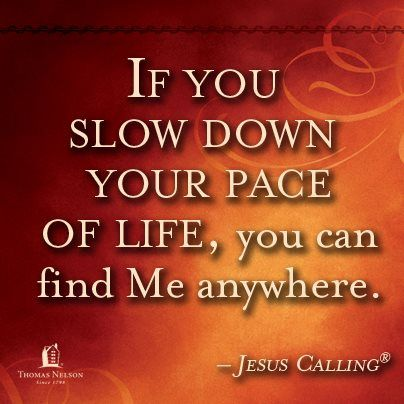 IF YOU
SLOW DOWN
YOUR PACE
OF LIFE, you can
find Me anywhere.
– JESUS CALLING®
THOMAS NELSON
Since 1798